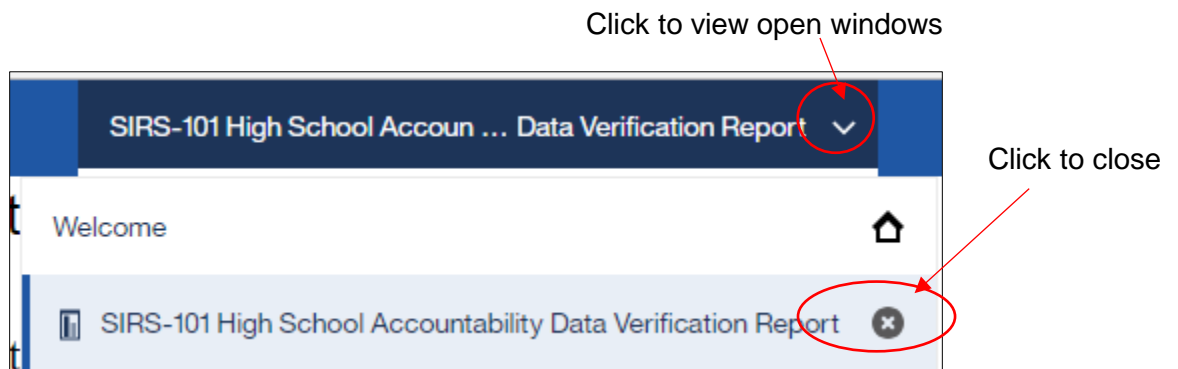 Click to view open windows
SIRS-101 High School Accoun ... Data Verification Report
Click to close
t
Welcome
SIRS-101 High School Accountability Data Verification Report
t